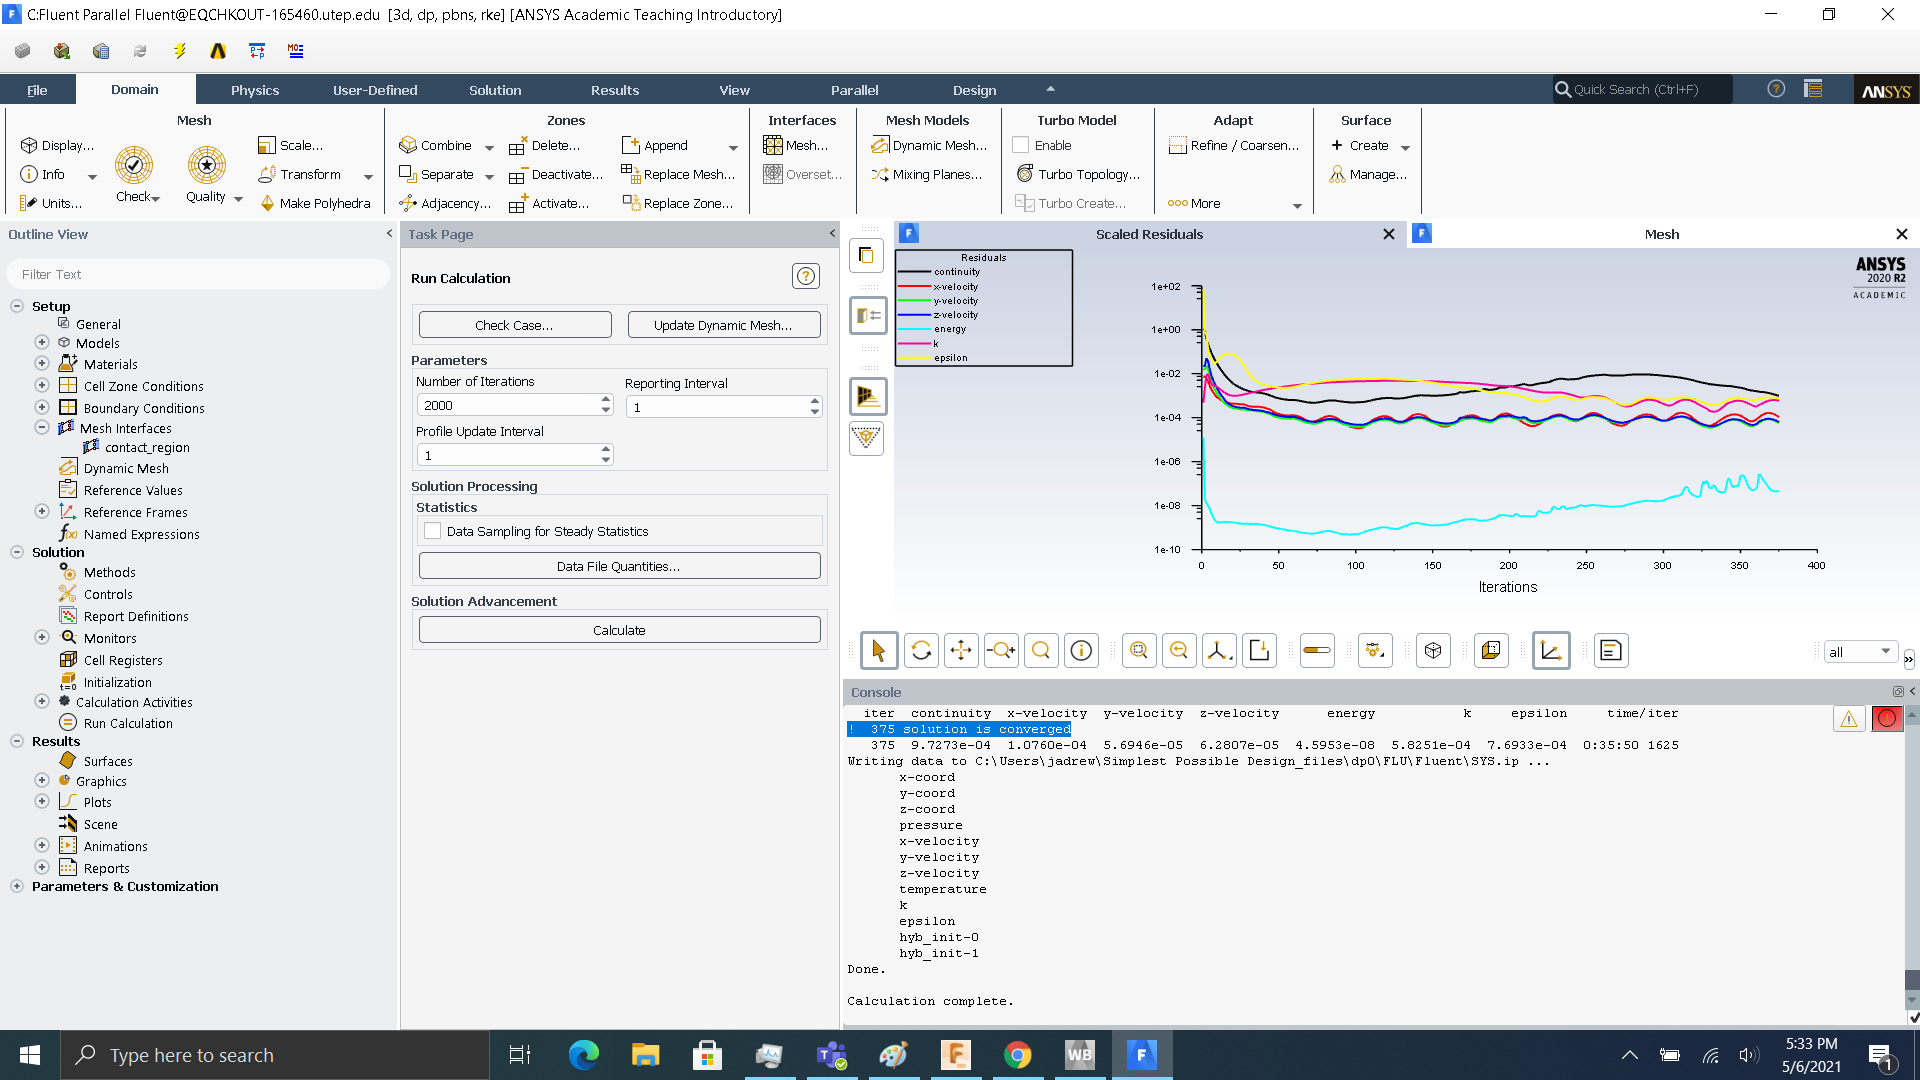 C:Fluent Parallel Fluent@EQCHKOUT-165460.utep.edu [3d, dp, pbns, rke] [ANSYS Academic Teaching Introductory]
File Domain Physics User-Defined Solution Results View Parallel Design Quick Search (Ctrl+F) ANSYS
Mesh Zones Interfaces Mesh Models Turbo Model Adapt Surface
Display... Scale... Combine Delete... Append Mesh... Dynamic Mesh... Enable Refine / Coarsen... Create
Info Transform Separate Deactivate... Replace Mesh... Overset... Mixing Planes... Turbo Topology... Manage...
Units... Check Quality Make Polyhedra Adjacency... Activate... Replace Zone... Turbo Create... More
Outline View
Filter Text
Setup
General
Models
Materials
Cell Zone Conditions
Boundary Conditions
Mesh Interfaces
contact_region
Dynamic Mesh
Reference Values
Reference Frames
Named Expressions
Solution
Methods
Controls
Report Definitions
Monitors
Cell Registers
Initialization
Calculation Activities
Run Calculation
Results
Surfaces
Graphics
Plots
Scene
Animations
Reports
Parameters & Customization
Task Page
Run Calculation
Check Case... Update Dynamic Mesh...
Parameters
Number of Iterations Reporting Interval
2000 1
Profile Update Interval
1
Solution Processing
Statistics
Data Sampling for Steady Statistics
Data File Quantities...
Solution Advancement
Calculate
Scaled Residuals Mesh
Residuals
continuity
x-velocity
y-velocity
z-velocity
energy
k
epsilon
ANSYS
2020 R2
ACADEMIC
1e+02
1e+00
1e-02
1e-04
1e-06
1e-08
1e-10
0 50 100 150 200 250 300 350 400
Iterations
all
Console
iter continuity x-velocity y-velocity z-velocity energy k epsilon time/iter
! 375 solution is converged
375 9.7273e-04 1.0760e-04 5.6946e-05 6.2807e-05 4.5953e-08 5.8251e-04 7.6933e-04 0:35:50 1625
Writing data to C:\Users\jadrew\Simplest Possible Design_files\dp0\FLU\Fluent\SYS.ip ...
x-coord
y-coord
z-coord
pressure
x-velocity
y-velocity
z-velocity
temperature
k
epsilon
hyb_init-0
hyb_init-1
Done.
Calculation complete.
Type here to search
WB
5:33 PM
5/6/2021
1